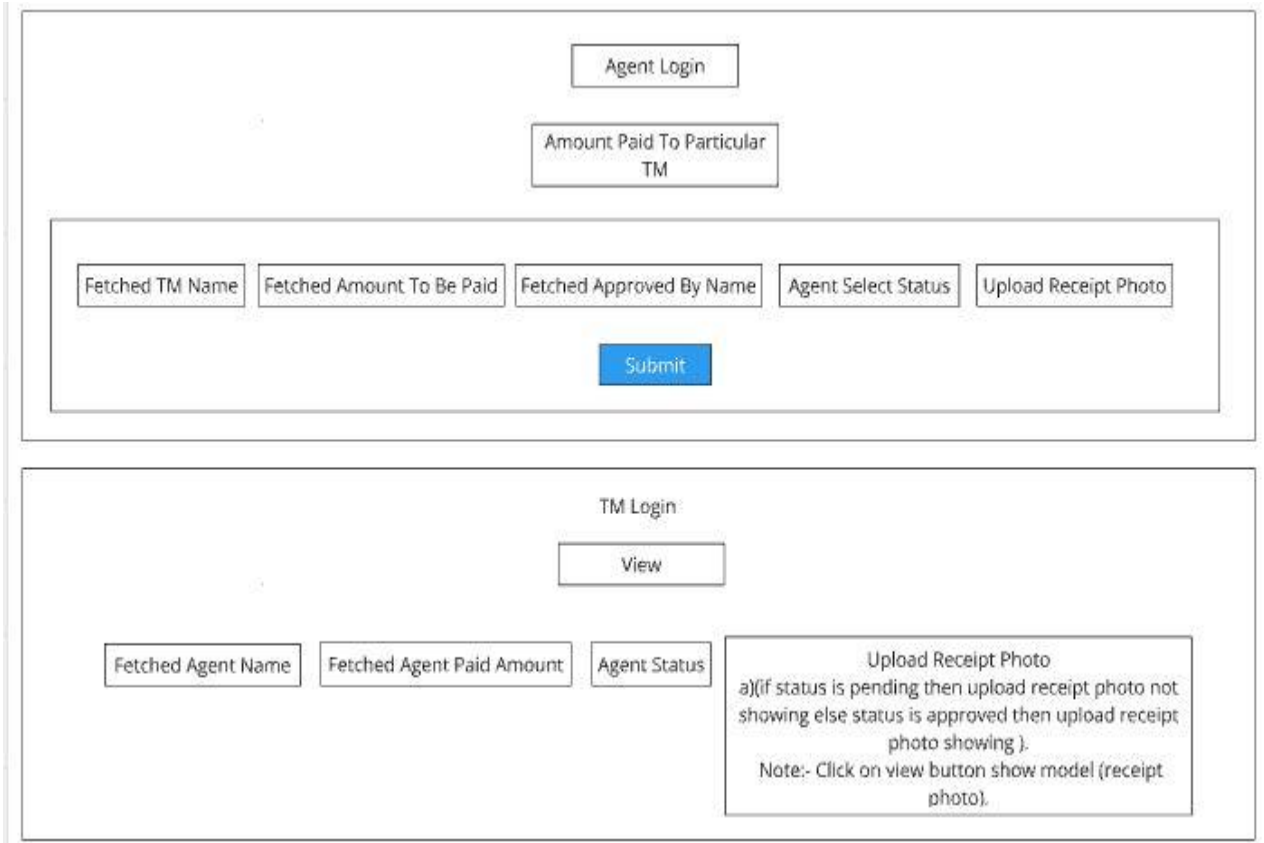 Agent Login
Amount Paid To Particular
TM
Fetched TM Name
Fetched Amount To Be Paid
Fetched Approved By Name
Agent Select Status
Upload Receipt Photo
Submit
TM Login
View
Fetched Agent Name
Fetched Agent Paid Amount
Agent Status
Upload Receipt Photo
a)(if status is pending then upload receipt photo not
showing else status is approved then upload receipt
photo showing ).
Note:- Click on view button show model (receipt
photo).